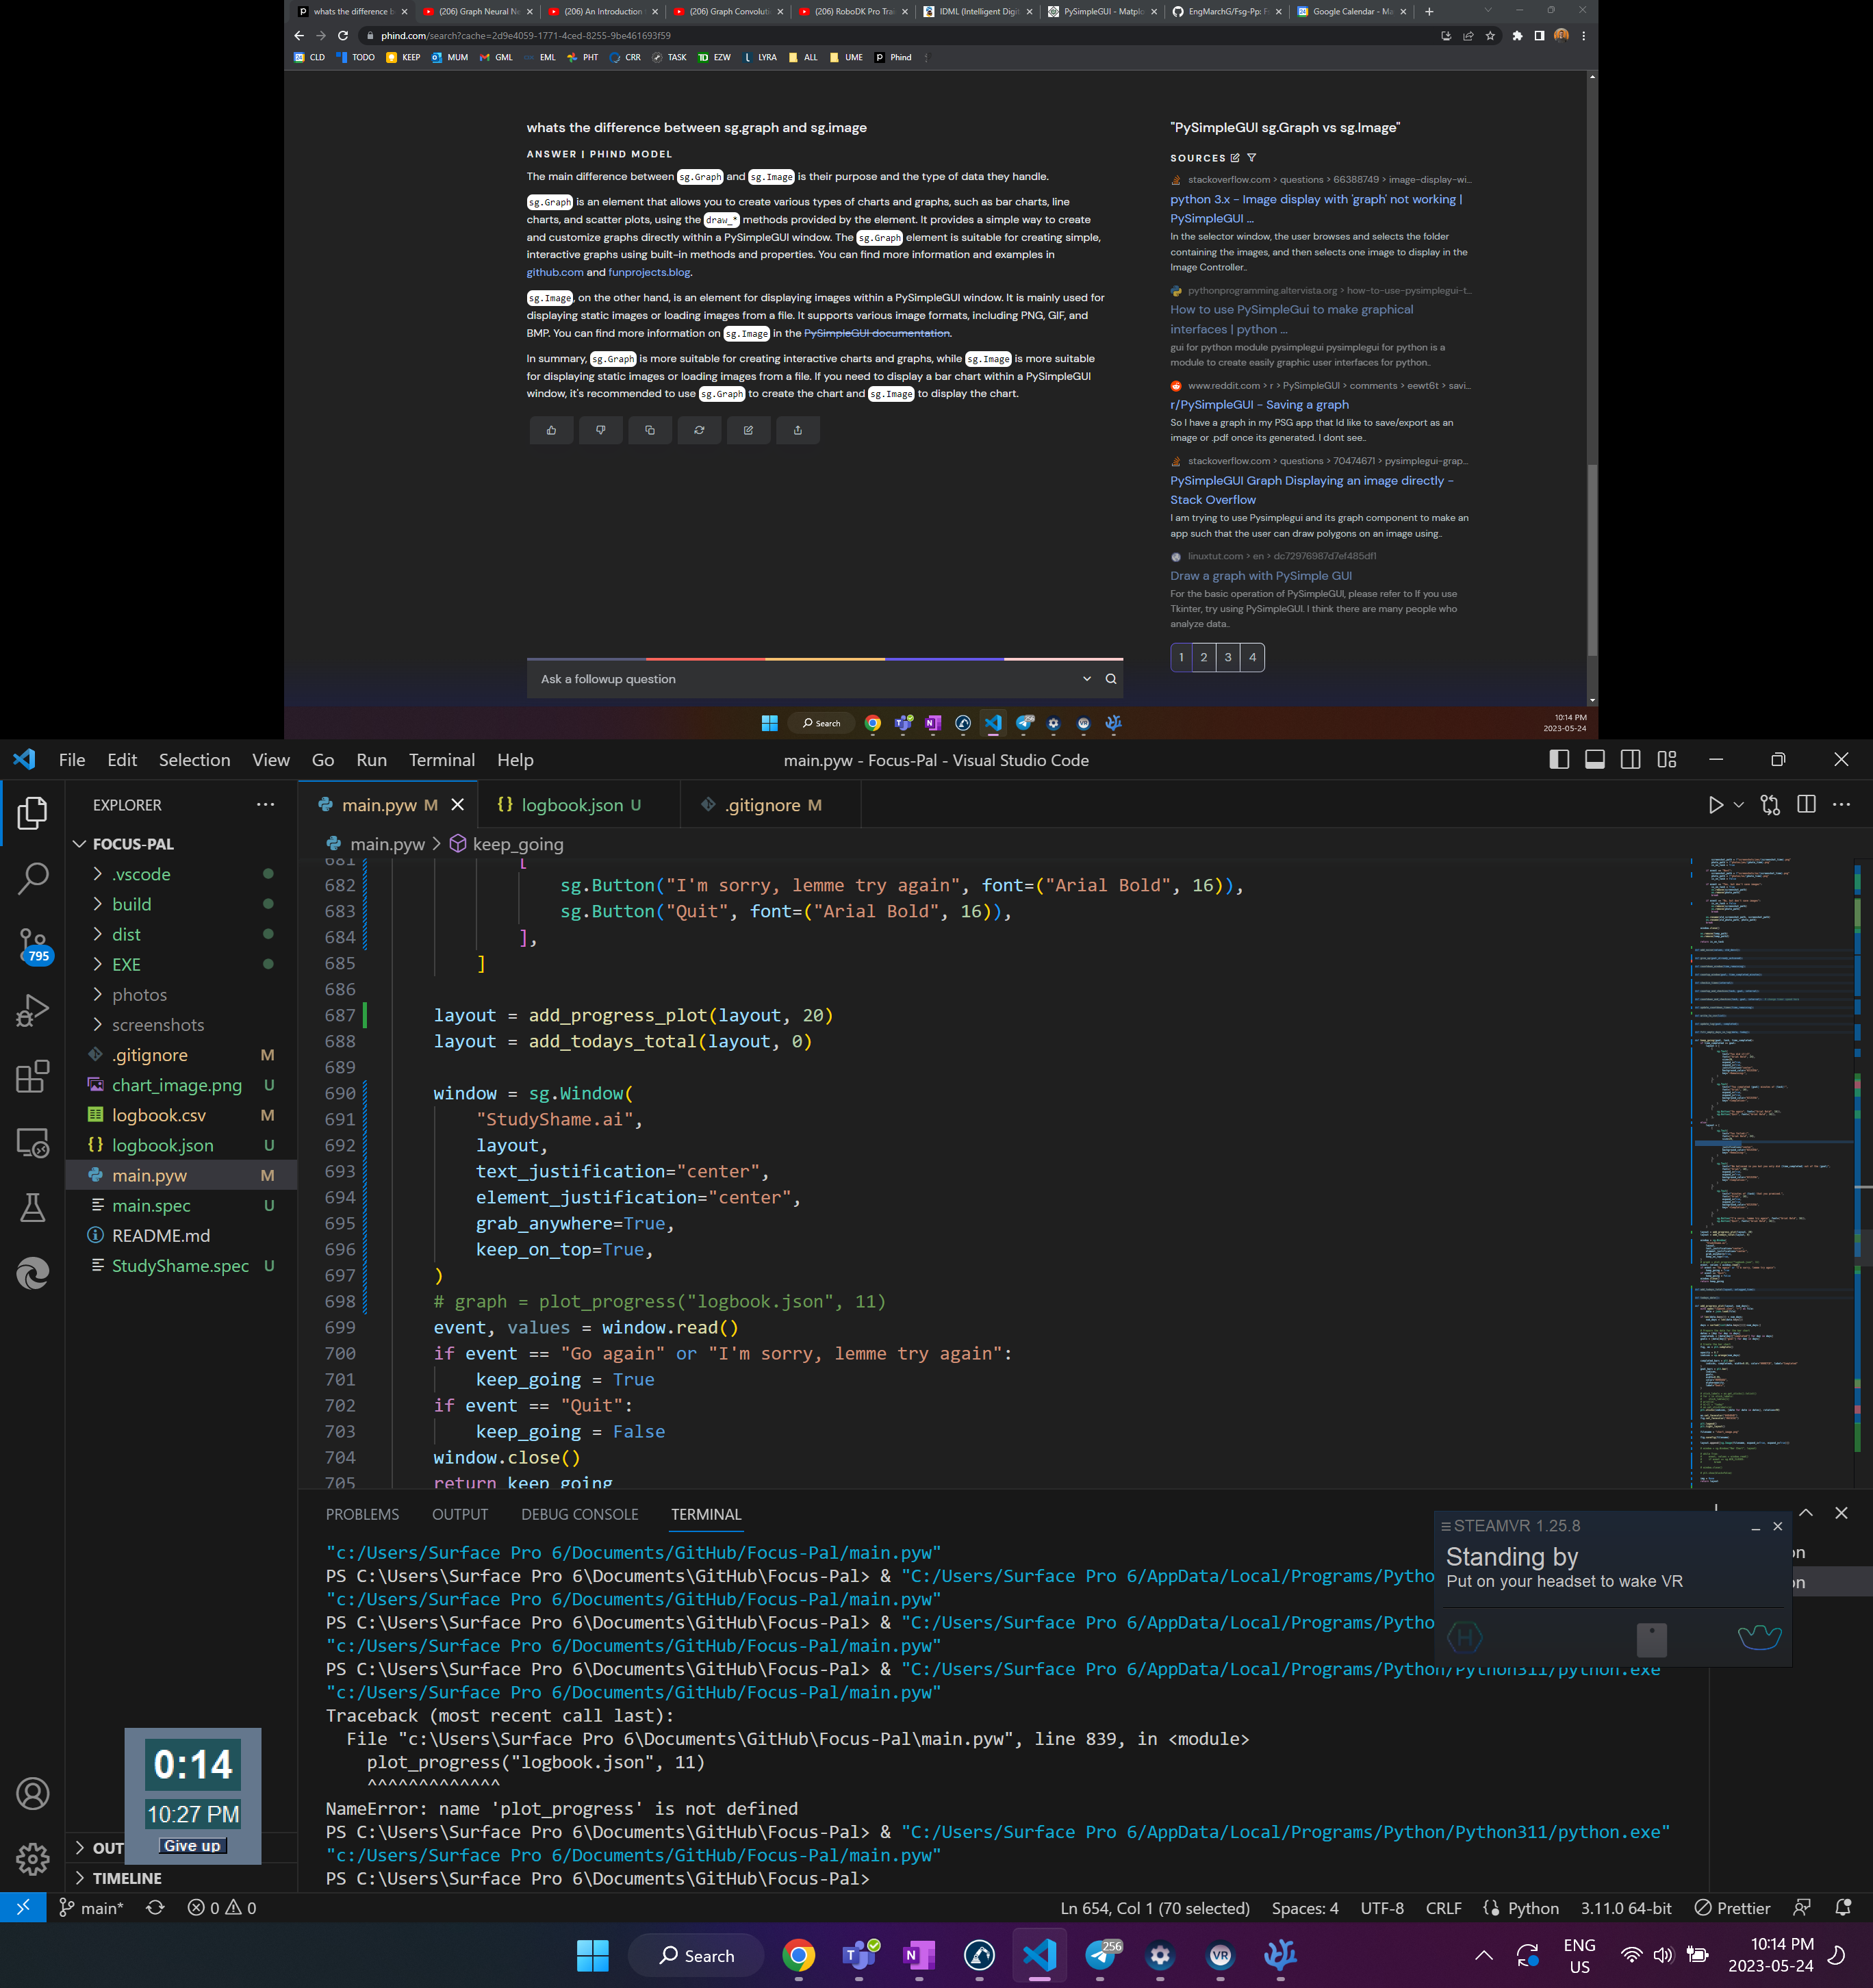 whats the difference b
(206) Graph Neural Ne
(206) An Introduction
(206) Graph Convoluti
(206) RoboDK Pro Trai
IDML (Intelligent Digit
PySimpleGUI - Matplo
EngMarchG/Fsg-Pp: F
Google Calendar - Ma
phind.com/search?cache=2d9e4059-1771-4ced-8255-9be461693f59
CLD TODO KEEP MUM GML EML PHT CRR TASK EZW LYRA ALL UME Phind
whats the difference between sg.graph and sg.image
ANSWER | PHIND MODEL
The main difference between sg.Graph and sg.Image is their purpose and the type of data they handle.
sg.Graph is an element that allows you to create various types of charts and graphs, such as bar charts, line
charts, and scatter plots, using the draw_* methods provided by the element. It provides a simple way to create
and customize graphs directly within a PySimpleGUI window. The sg.Graph element is suitable for creating simple,
interactive graphs using built-in methods and properties. You can find more information and examples in
github.com and funprojects.blog.
sg.Image, on the other hand, is an element for displaying images within a PySimpleGUI window. It is mainly used for
displaying static images or loading images from a file. It supports various image formats, including PNG, GIF, and
BMP. You can find more information on sg.Image in the PySimpleGUI documentation.
In summary, sg.Graph is more suitable for creating interactive charts and graphs, while sg.Image is more suitable
for displaying static images or loading images from a file. If you need to display a bar chart within a PySimpleGUI
window, it's recommended to use sg.Graph to create the chart and sg.Image to display the chart.
Ask a followup question
"PySimpleGUI sg.Graph vs sg.Image"
SOURCES
stackoverflow.com > questions > 66388749 > image-display-wi...
python 3.x - Image display with 'graph' not working |
PySimpleGUI ...
In the selector window, the user browses and selects the folder
containing the images, and then selects one image to display in the
Image Controller..
pythonprogramming.altervista.org > how-to-use-pysimplegui-t...
How to use PySimpleGui to make graphical
interfaces | python ...
gui for python module pysimplegui pysimplegui for python is a
module to create easily graphic user interfaces for python..
www.reddit.com > r > PySimpleGUI > comments > eewt6t > savi...
r/PySimpleGUI - Saving a graph
So I have a graph in my PSG app that Id like to save/export as an
image or .pdf once its generated. I dont see..
stackoverflow.com > questions > 70474671 > pysimplegui-grap...
PySimpleGUI Graph Displaying an image directly -
Stack Overflow
I am trying to use Pysimplegui and its graph component to make an
app such that the user can draw polygons on an image using..
linuxtut.com > en > dc72976987d7ef485df1
Draw a graph with PySimple GUI
For the basic operation of PySimpleGUI, please refer to If you use
Tkinter, try using PySimpleGUI. I think there are many people who
analyze data..
1 2 3 4
Search
10:14 PM
2023-05-24
File Edit Selection View Go Run Terminal Help
main.pyw - Focus-Pal - Visual Studio Code
EXPLORER
FOCUS-PAL
.vscode
build
dist
EXE
photos
screenshots
.gitignore M
chart_image.png U
logbook.csv M
logbook.json U
main.pyw M
main.spec U
README.md
StudyShame.spec U
795
OUT
TIMELINE
main.pyw M
logbook.json U
.gitignore M
main.pyw > keep_going
681 [
682 sg.Button("I'm sorry, lemme try again", font=("Arial Bold", 16)),
683 sg.Button("Quit", font=("Arial Bold", 16)),
684 ],
685 ]
686
687 layout = add_progress_plot(layout, 20)
688 layout = add_todays_total(layout, 0)
689
690 window = sg.Window(
691 "StudyShame.ai",
692 layout,
693 text_justification="center",
694 element_justification="center",
695 grab_anywhere=True,
696 keep_on_top=True,
697 )
698 # graph = plot_progress("logbook.json", 11)
699 event, values = window.read()
700 if event == "Go again" or "I'm sorry, lemme try again":
701 keep_going = True
702 if event == "Quit":
703 keep_going = False
704 window.close()
705 return keep_going
PROBLEMS OUTPUT DEBUG CONSOLE TERMINAL
"c:/Users/Surface Pro 6/Documents/GitHub/Focus-Pal/main.pyw"
PS C:\Users\Surface Pro 6\Documents\GitHub\Focus-Pal> & "C:/Users/Surface Pro 6/AppData/Local/Programs/Pytho
"c:/Users/Surface Pro 6/Documents/GitHub/Focus-Pal/main.pyw"
PS C:\Users\Surface Pro 6\Documents\GitHub\Focus-Pal> & "C:/Users/Surface Pro 6/AppData/Local/Programs/Pytho
"c:/Users/Surface Pro 6/Documents/GitHub/Focus-Pal/main.pyw"
PS C:\Users\Surface Pro 6\Documents\GitHub\Focus-Pal> & "C:/Users/Surface Pro 6/AppData/Local/Programs/Python/Python311/python.exe"
"c:/Users/Surface Pro 6/Documents/GitHub/Focus-Pal/main.pyw"
Traceback (most recent call last):
File "c:\Users\Surface Pro 6\Documents\GitHub\Focus-Pal\main.pyw", line 839, in <module>
plot_progress("logbook.json", 11)
^^^^^^^^^^^^^
NameError: name 'plot_progress' is not defined
PS C:\Users\Surface Pro 6\Documents\GitHub\Focus-Pal> & "C:/Users/Surface Pro 6/AppData/Local/Programs/Python/Python311/python.exe"
"c:/Users/Surface Pro 6/Documents/GitHub/Focus-Pal/main.pyw"
PS C:\Users\Surface Pro 6\Documents\GitHub\Focus-Pal>
STEAMVR 1.25.8
Standing by
Put on your headset to wake VR
on
on
0:14
10:27 PM
Give up
main* 0 0
Ln 654, Col 1 (70 selected) Spaces: 4 UTF-8 CRLF Python 3.11.0 64-bit Prettier
Search
256
VR
ENG
US
10:14 PM
2023-05-24